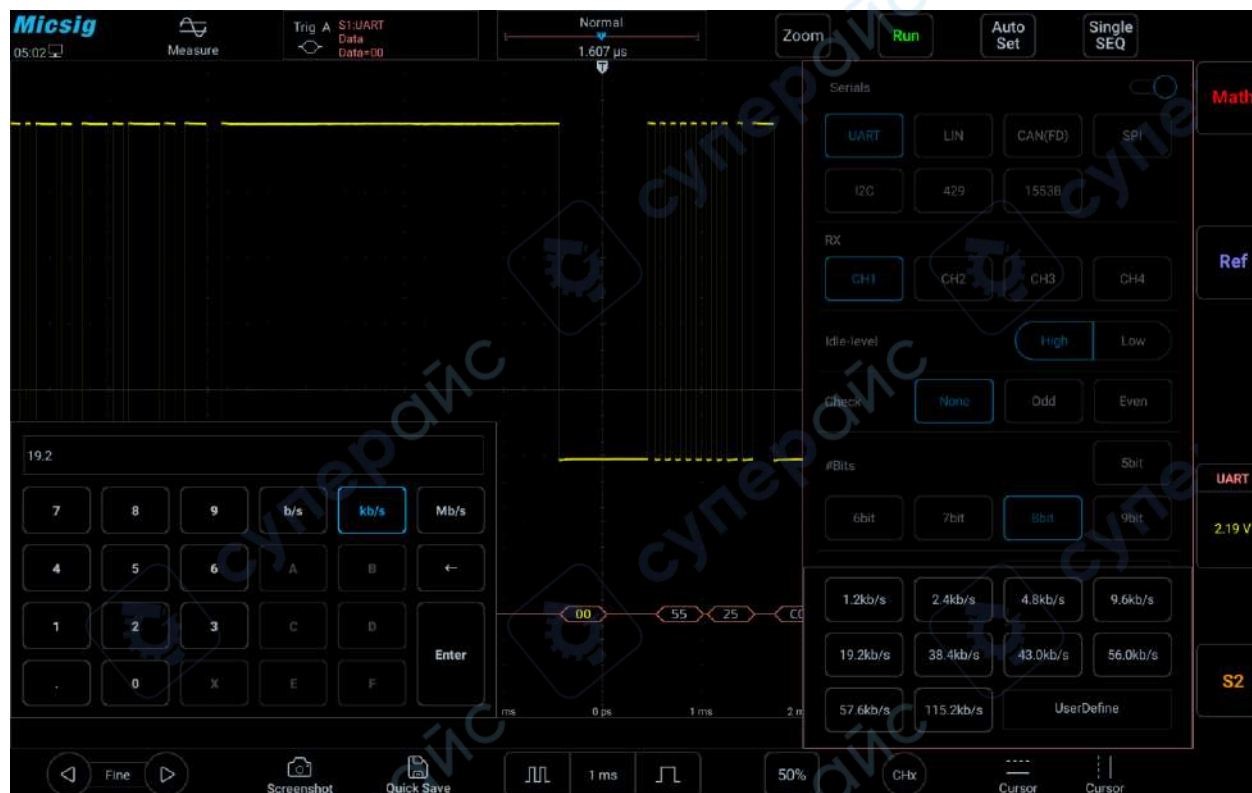 Micsig
05:02
Measure
Trig A
S1:UART
Data
Data=00
Normal
1.607 µs
T
Zoom
Run
Auto
Set
Single
SEQ
Serials
UART
LIN
CAN(FD)
SPI
I2C
429
1553B
RX
CH1
CH2
CH3
CH4
Idle-level
High
Low
Check
None
Odd
Even
#Bits
5bit
6bit
7bit
8bit
9bit
1.2kb/s
2.4kb/s
4.8kb/s
9.6kb/s
19.2kb/s
38.4kb/s
43.0kb/s
56.0kb/s
57.6kb/s
115.2kb/s
UserDefine
Math
Ref
UART
2.19 V
S2
19.2
7
8
9
b/s
kb/s
Mb/s
4
5
6
A
B
←
1
2
3
C
D
Enter
.
0
X
E
F
00
55
25
ms
0 ps
1 ms
2 m
Fine
Screenshot
Quick Save
1 ms
50%
CHx
Cursor
Cursor
суперайс
суперайс
суперайс
суперайс